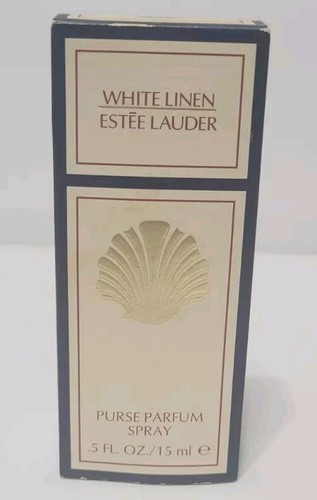 WHITE LINEN
ESTĒE LAUDER
PURSE PARFUM
SPRAY
.5 FL. OZ./15 ml ℮